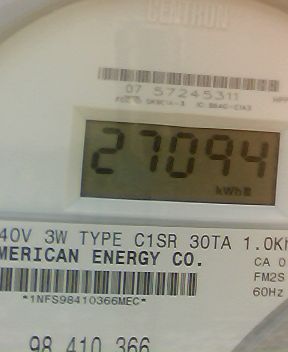 CENTRON
07 57245311
27094
kWh
40V 3W TYPE C1SR 30TA 1.0Kh
MERICAN ENERGY CO.
CA 0
FM2S
60Hz
*1NFS98410366MEC*
98 410 366